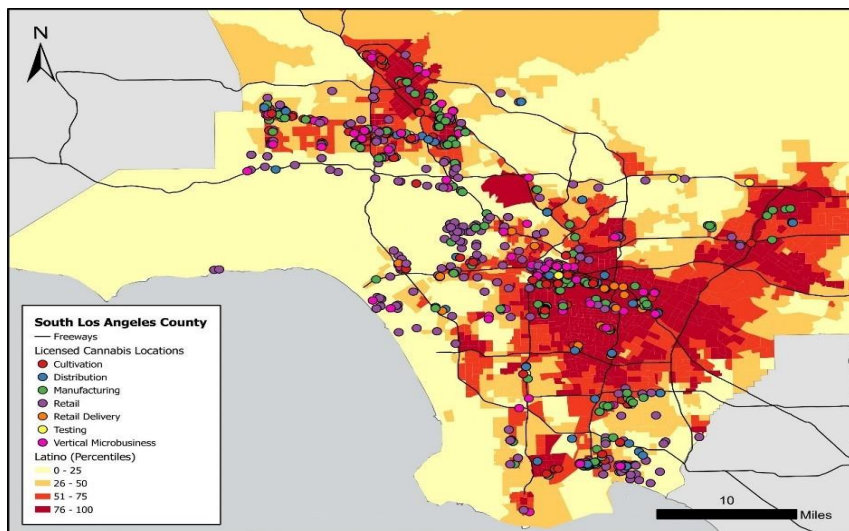 N
South Los Angeles County
Freeways
Licensed Cannabis Locations
Cultivation
Distribution
Manufacturing
Retail
Retail Delivery
Testing
Vertical Microbusiness
Latino (Percentiles)
0 - 25
26 - 50
51 - 75
76 - 100
10
Miles